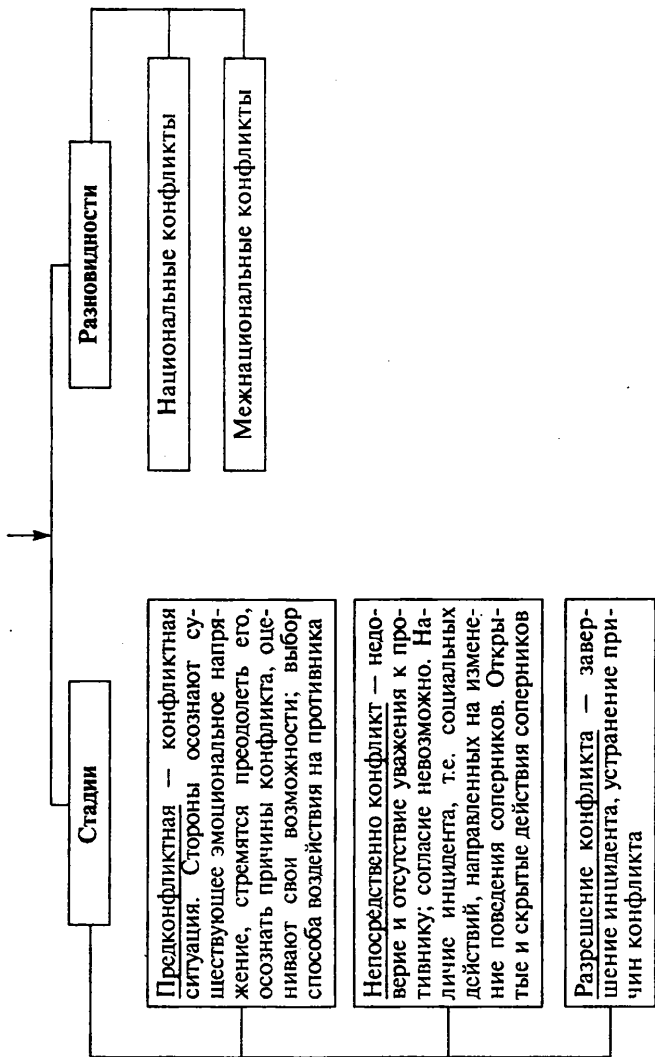 Стадии
Предконфликтная — конфликтная
ситуация. Стороны осознают су-
ществующее эмоциональное напря-
жение, стремятся преодолеть его,
осознать причины конфликта, оце-
нивают свои возможности; выбор
способа воздействия на противника
Непосредственно конфликт — недо-
верие и отсутствие уважения к про-
тивнику; согласие невозможно. На-
личие инцидента, т.е. социальных
действий, направленных на измене-
ние поведения соперников. Откры-
тые и скрытые действия соперников
Разрешение конфликта — завер-
шение инцидента, устранение при-
чин конфликта
Разновидности
Национальные конфликты
Межнациональные конфликты